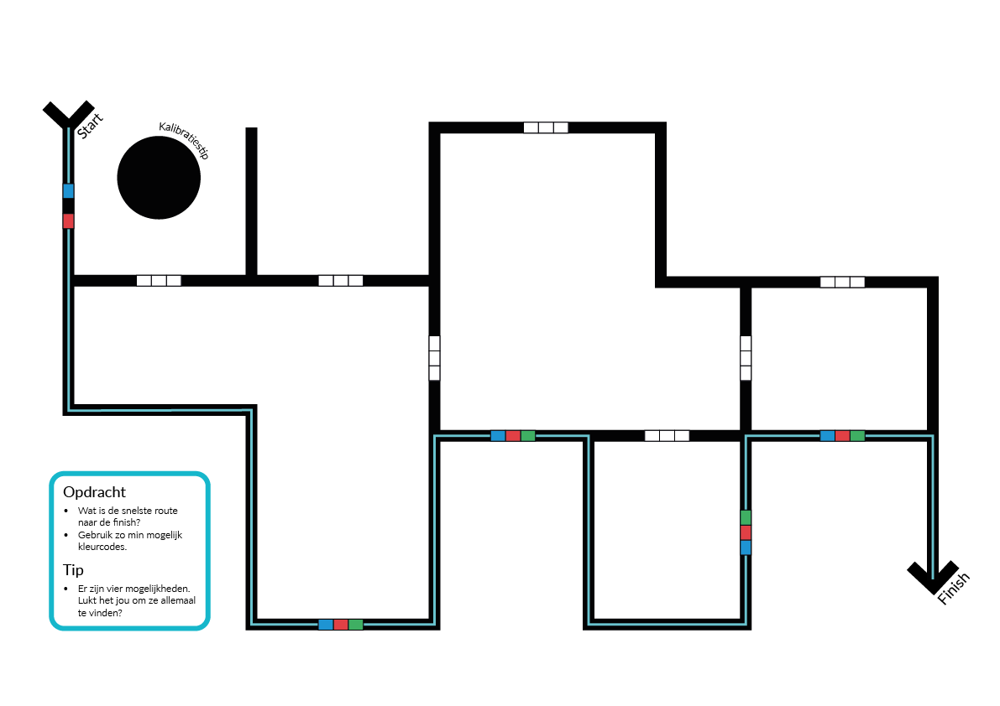 Start
Kalibratiestip
Opdracht
• Wat is de snelste route
naar de finish?
• Gebruik zo min mogelijk
kleurcodes.
Tip
• Er zijn vier mogelijkheden.
Lukt het jou om ze allemaal
te vinden?
Finish